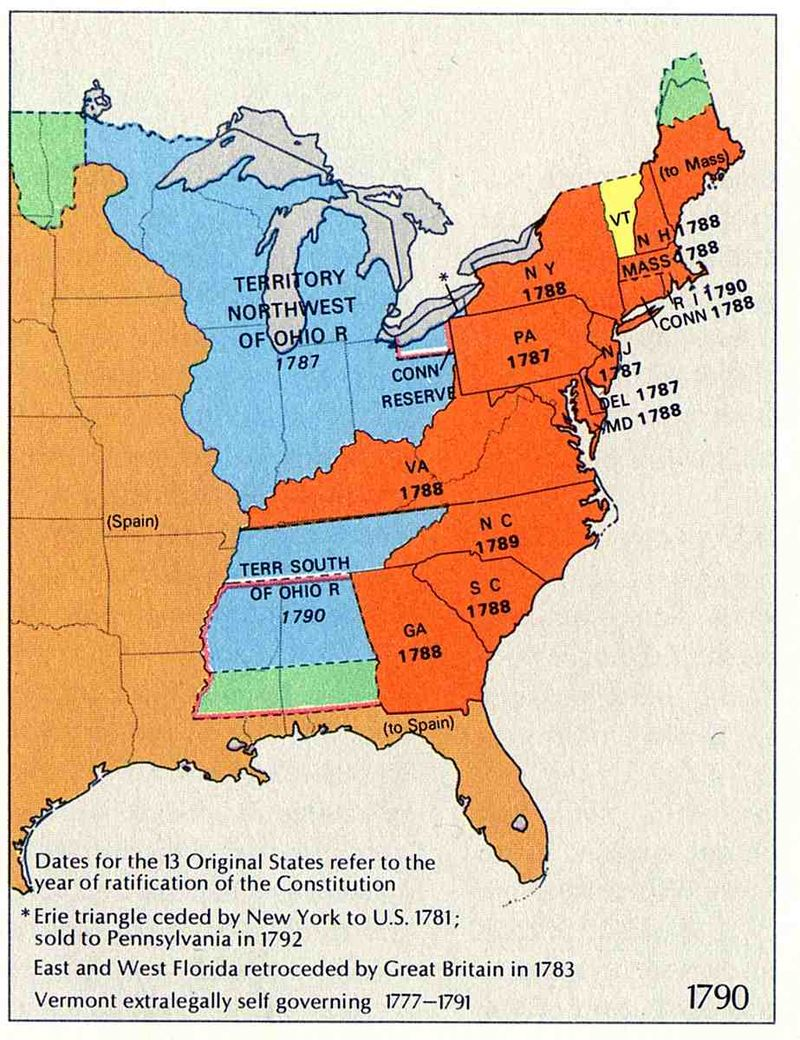 (to Mass)
VT
N H 1788
MASS 1788
R I 1790
CONN 1788
N Y
1788
*
TERRITORY
NORTHWEST
OF OHIO R
1787
PA
1787
N J
1787
CONN
RESERVE
DEL 1787
MD 1788
VA
1788
(Spain)
N C
1789
TERR SOUTH
OF OHIO R
1790
S C
1788
GA
1788
(to Spain)
Dates for the 13 Original States refer to the
year of ratification of the Constitution
*Erie triangle ceded by New York to U.S. 1781;
sold to Pennsylvania in 1792
East and West Florida retroceded by Great Britain in 1783
Vermont extralegally self governing 1777–1791
1790